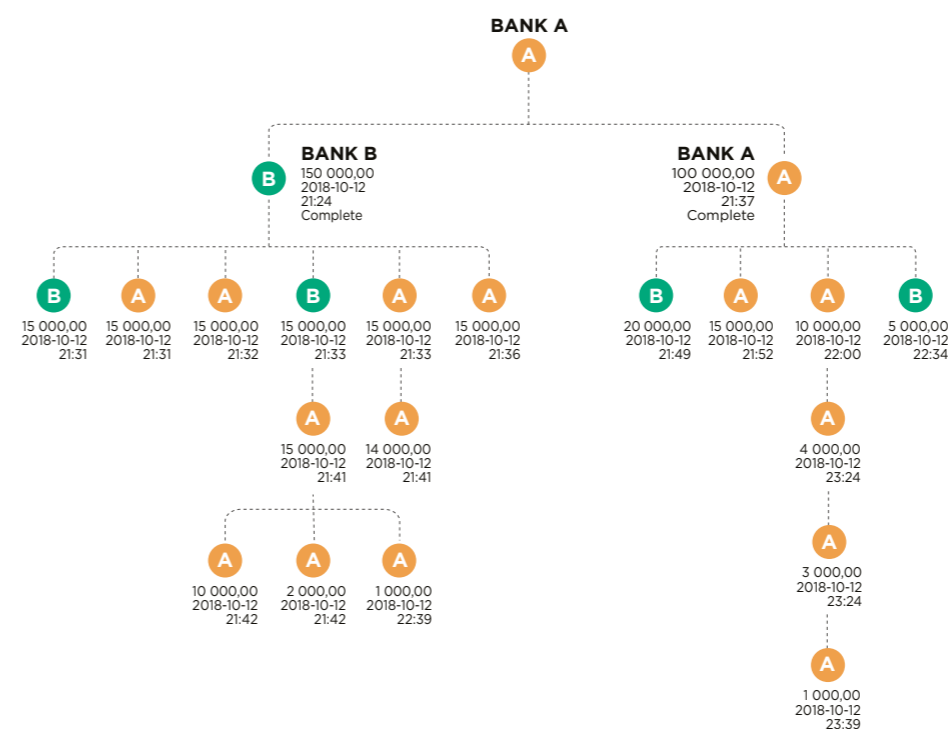 BANK A
A
B
BANK B
150 000,00
2018-10-12
21:24
Complete
BANK A
100 000,00
2018-10-12
21:37
Complete
A
B
15 000,00
2018-10-12
21:31
A
15 000,00
2018-10-12
21:31
A
15 000,00
2018-10-12
21:32
B
15 000,00
2018-10-12
21:33
A
15 000,00
2018-10-12
21:33
A
15 000,00
2018-10-12
21:36
B
20 000,00
2018-10-12
21:49
A
15 000,00
2018-10-12
21:52
A
10 000,00
2018-10-12
22:00
B
5 000,00
2018-10-12
22:34
A
15 000,00
2018-10-12
21:41
A
14 000,00
2018-10-12
21:41
A
4 000,00
2018-10-12
23:24
A
10 000,00
2018-10-12
21:42
A
2 000,00
2018-10-12
21:42
A
1 000,00
2018-10-12
22:39
A
3 000,00
2018-10-12
23:24
A
1 000,00
2018-10-12
23:39